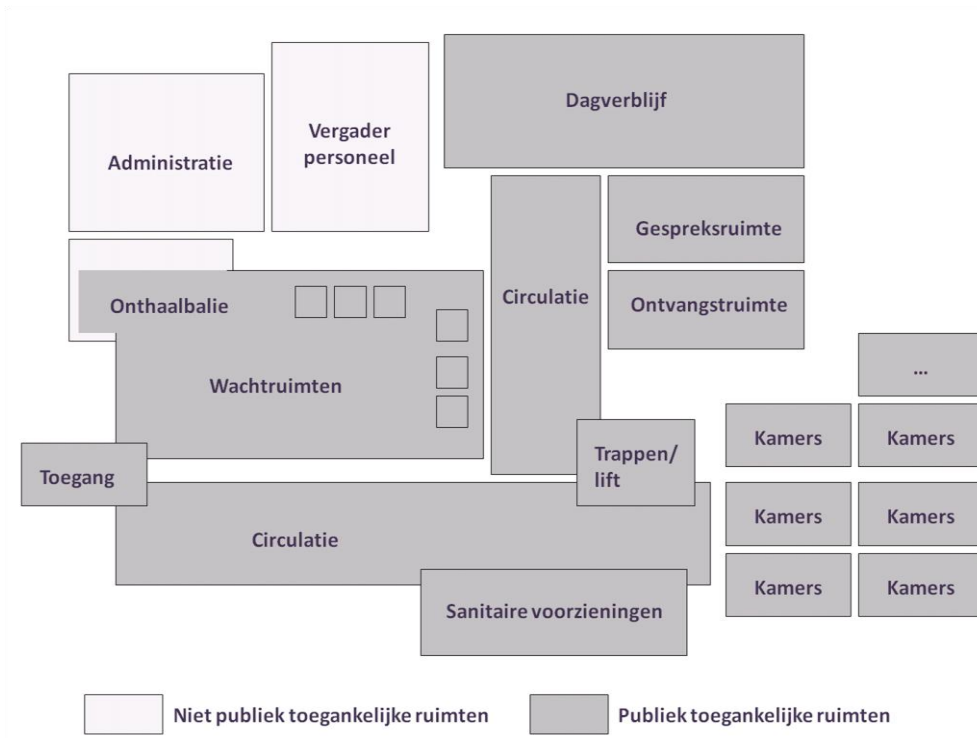 Dagverblijf
Vergader
personeel
Administratie
Gespreksruimte
Circulatie
Ontvangstruimte
Onthaalbalie
Wachtruimten
...
Kamers
Kamers
Trappen/
lift
Toegang
Kamers
Kamers
Circulatie
Kamers
Kamers
Sanitaire voorzieningen
Niet publiek toegankelijke ruimten
Publiek toegankelijke ruimten